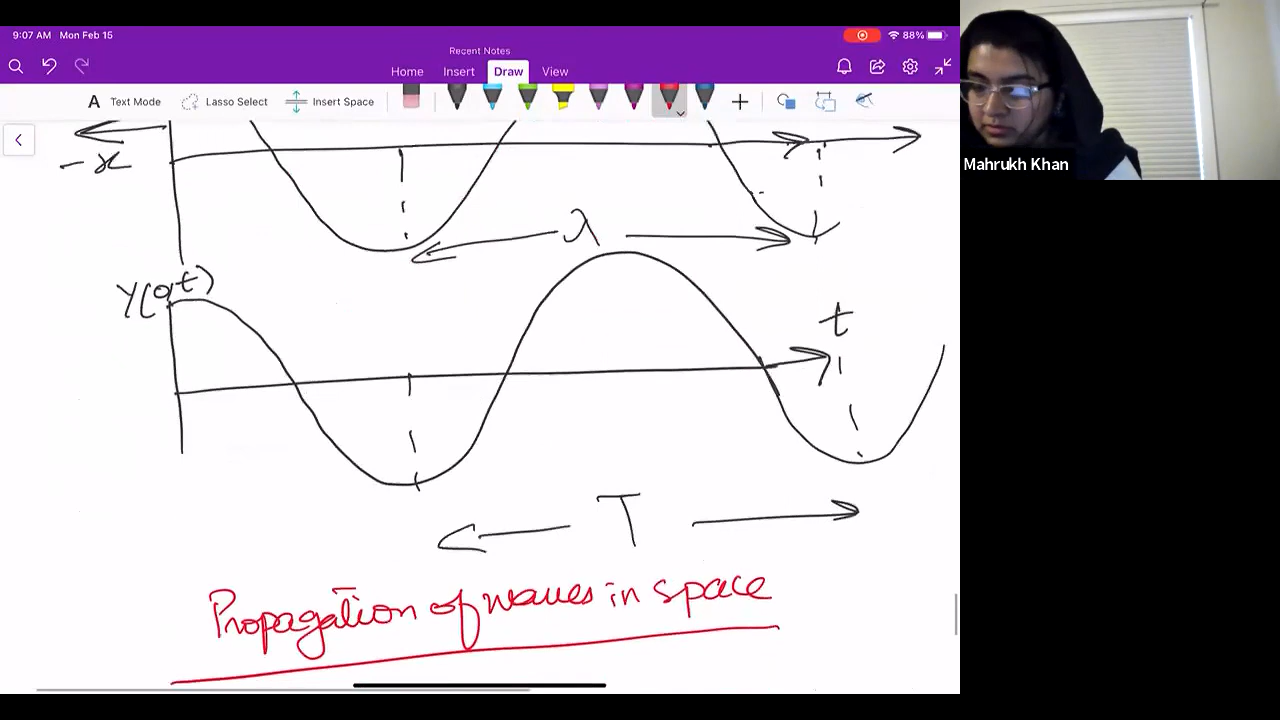 9:07 AM Mon Feb 15
88%
Recent Notes
Home Insert Draw View
A Text Mode Lasso Select Insert Space
Mahrukh Khan
-x
λ
Y(0,t)
t
T
Propagation of waves in space